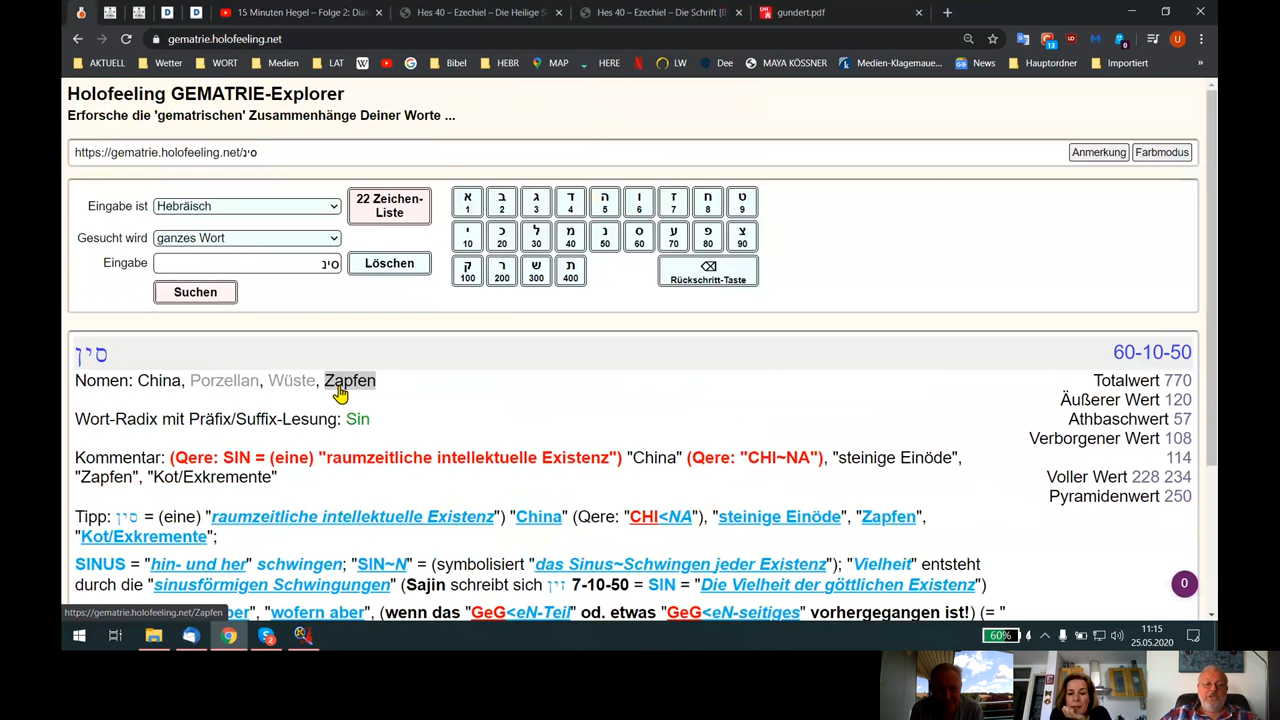 15 Minuten Hegel – Folge 2: Dia
Hes 40 – Ezechiel – Die Heilige S
Hes 40 – Ezechiel – Die Schrift [B
gundert.pdf
gematrie.holofeeling.net
AKTUELL Wetter WORT Medien LAT Bibel HEBR MAP HERE LW Dee MAYA KÖSSNER Medien-Klagemaue... News Hauptordner Importiert »
Holofeeling GEMATRIE-Explorer
Erforsche die 'gematrischen' Zusammenhänge Deiner Worte ...
https://gematrie.holofeeling.net/סינ
Anmerkung Farbmodus
Eingabe ist Hebräisch
22 Zeichen-
Liste
Gesucht wird ganzes Wort
Eingabe סינ
Löschen
Suchen
א ב ג ד ה ו ז ח ט
1 2 3 4 5 6 7 8 9
י כ ל מ נ ס ע פ צ
10 20 30 40 50 60 70 80 90
ק ר ש ת
100 200 300 400
Rückschritt-Taste
סין 60-10-50
Nomen: China, Porzellan, Wüste, Zapfen
Totalwert 770
Äußerer Wert 120
Wort-Radix mit Präfix/Suffix-Lesung: Sin
Athbaschwert 57
Verborgener Wert 108
114
Kommentar: (Qere: SIN = (eine) "raumzeitliche intellektuelle Existenz") "China" (Qere: "CHI~NA"), "steinige Einöde",
"Zapfen", "Kot/Exkremente"
Voller Wert 228 234
Pyramidenwert 250
Tipp: סין = (eine) "raumzeitliche intellektuelle Existenz") "China" (Qere: "CHI<NA"), "steinige Einöde", "Zapfen",
"Kot/Exkremente";
SINUS = "hin- und her" schwingen; "SIN~N" = (symbolisiert "das Sinus~Schwingen jeder Existenz"); "Vielheit" entsteht
durch die "sinusförmigen Schwingungen" (Sajin schreibt sich זין 7-10-50 = SIN = "Die Vielheit der göttlichen Existenz")
0
https://gematrie.holofeeling.net/Zapfen
ber", "wofern aber", (wenn das "GeG<eN-Teil" od. etwas "GeG<eN-seitiges" vorhergegangen ist!) (= "
60%
11:15
25.05.2020